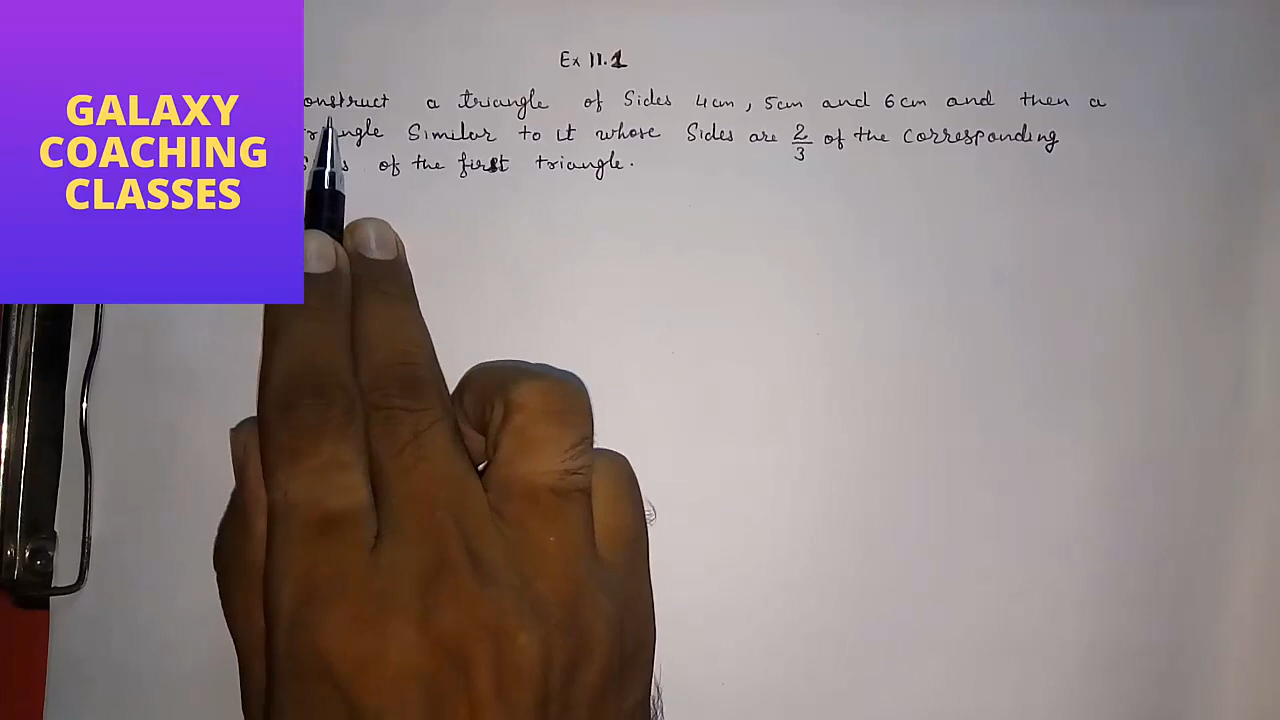 GALAXY
COACHING
CLASSES
Ex 11.1
onstruct a triangle of Sides 4cm, 5cm and 6cm and then a
Similar to it whose Sides are 2/3 of the corresponding
of the first triangle.